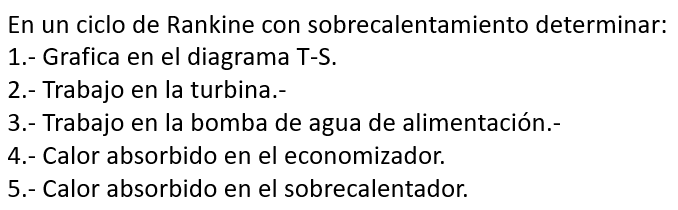 En un ciclo de Rankine con sobrecalentamiento determinar:
1.- Grafica en el diagrama T-S.
2.- Trabajo en la turbina.-
3.- Trabajo en la bomba de agua de alimentación.-
4.- Calor absorbido en el economizador.
5.- Calor absorbido en el sobrecalentador.